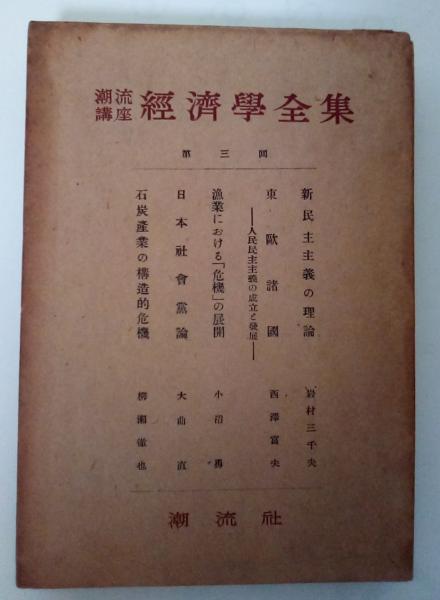 潮流講座 經濟學全集
第三回
新民主主義の理論 岩村三千夫
東歐諸國 西澤富夫
――人民民主主義の成立と發展――
漁業における「危機」の展開 小沼勇
日本社會黨論 大山直
石炭產業の構造的危機 柳瀬徹也
潮流社